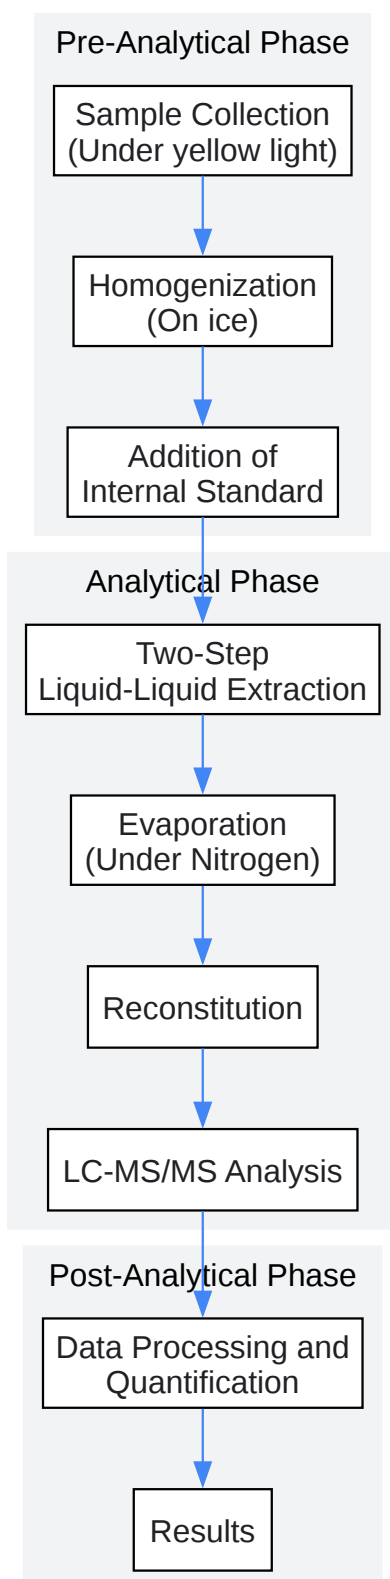 Pre-Analytical Phase
Sample Collection
(Under yellow light)
Homogenization
(On ice)
Addition of
Internal Standard
Analytical Phase
Two-Step
Liquid-Liquid Extraction
Evaporation
(Under Nitrogen)
Reconstitution
LC-MS/MS Analysis
Post-Analytical Phase
Data Processing and
Quantification
Results